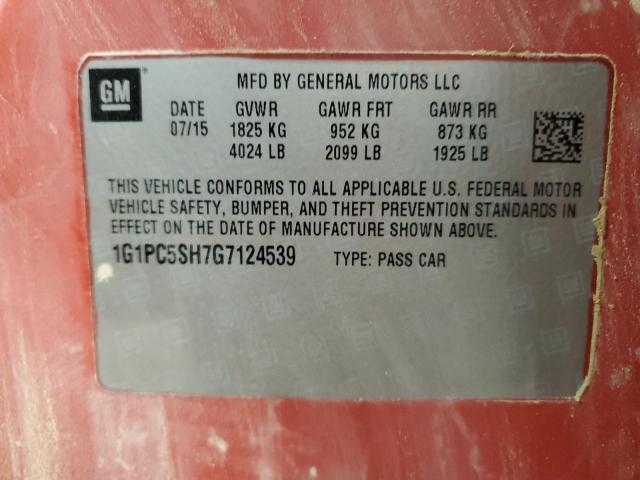 GM
MFD BY GENERAL MOTORS LLC
DATE GVWR GAWR FRT GAWR RR
07/15 1825 KG 952 KG 873 KG
4024 LB 2099 LB 1925 LB
THIS VEHICLE CONFORMS TO ALL APPLICABLE U.S. FEDERAL MOTOR
VEHICLE SAFETY, BUMPER, AND THEFT PREVENTION STANDARDS IN
EFFECT ON THE DATE OF MANUFACTURE SHOWN ABOVE.
1G1PC5SH7G7124539 TYPE: PASS CAR